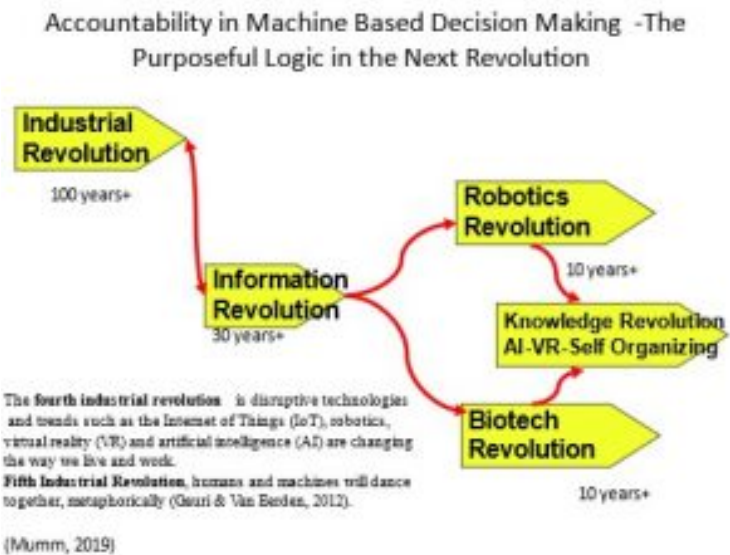 Accountability in Machine Based Decision Making -The
Purposeful Logic in the Next Revolution
Industrial
Revolution
100 years+
Information
Revolution
30 years+
Robotics
Revolution
10 years+
Knowledge Revolution
AI-VR-Self Organizing
Biotech
Revolution
10 years+
The fourth industrial revolution is disruptive technologies
and trends such as the Internet of Things (IoT), robotics,
virtual reality (VR) and artificial intelligence (AI) are changing
the way we live and work.
Fifth Industrial Revolution, humans and machines will dance
together, metaphorically (Gauri & Van Eerden, 2012).
(Mumm, 2019)